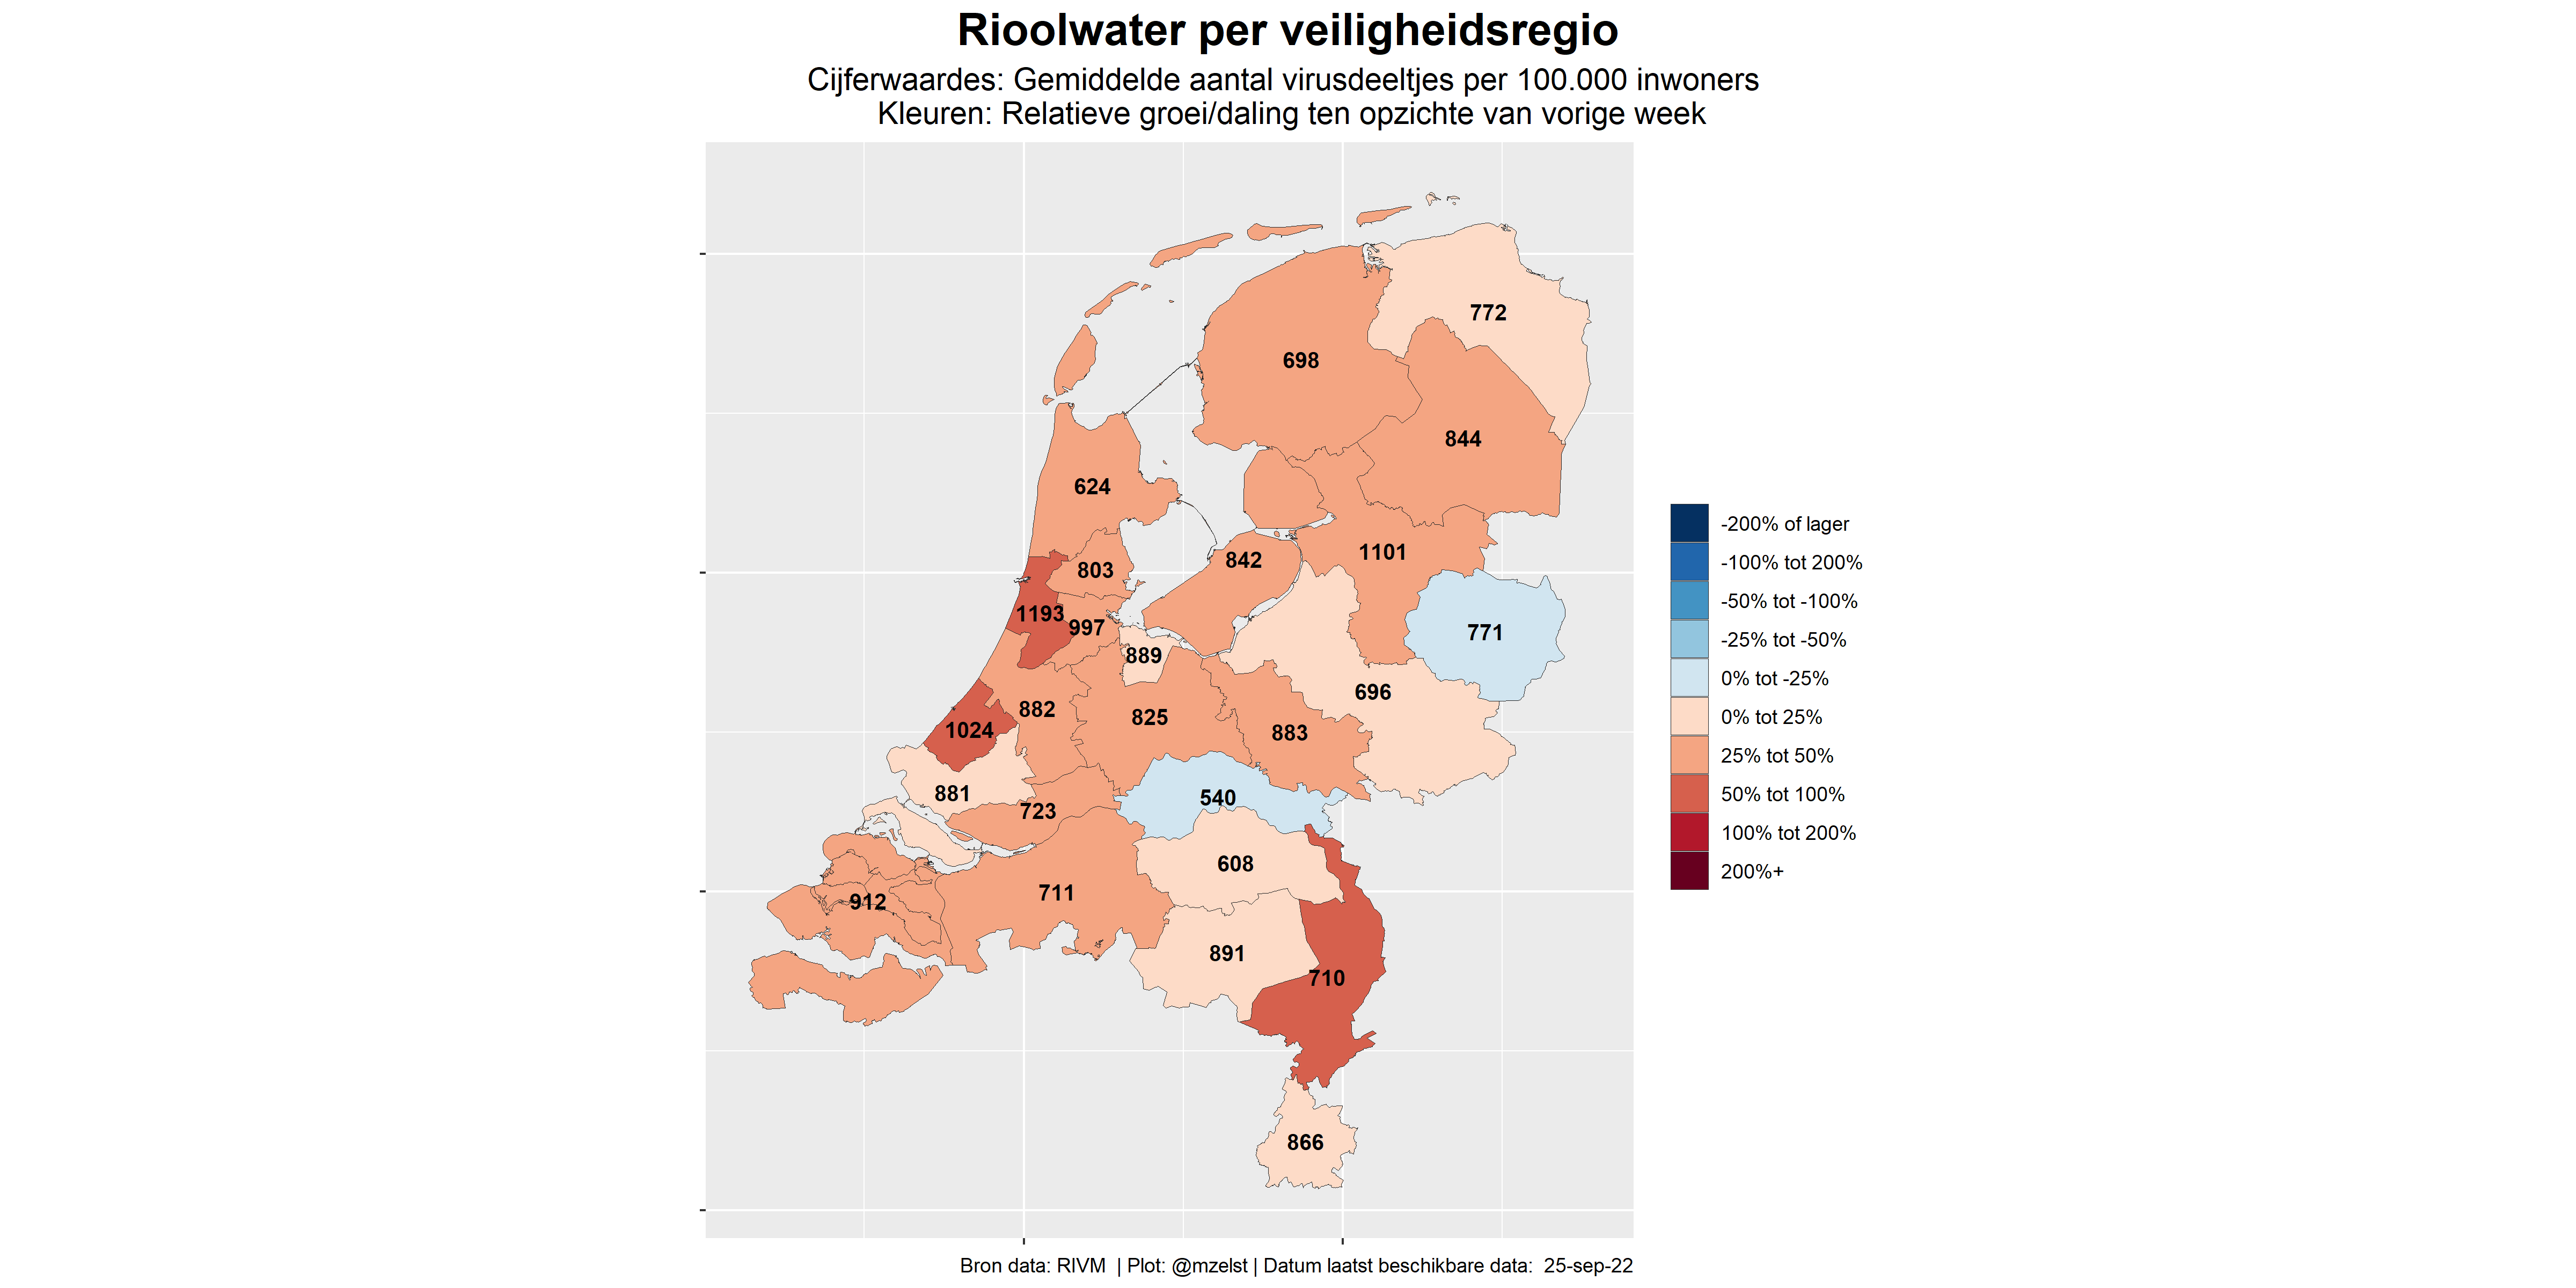 Rioolwater per veiligheidsregio
Cijferwaardes: Gemiddelde aantal virusdeeltjes per 100.000 inwoners
Kleuren: Relatieve groei/daling ten opzichte van vorige week
772
698
844
624
1101
842
803
1193
997
771
889
696
882
825
1024
883
881
540
723
608
711
912
891
710
866
-200% of lager
-100% tot 200%
-50% tot -100%
-25% tot -50%
0% tot -25%
0% tot 25%
25% tot 50%
50% tot 100%
100% tot 200%
200%+
Bron data: RIVM | Plot: @mzelst | Datum laatst beschikbare data: 25-sep-22